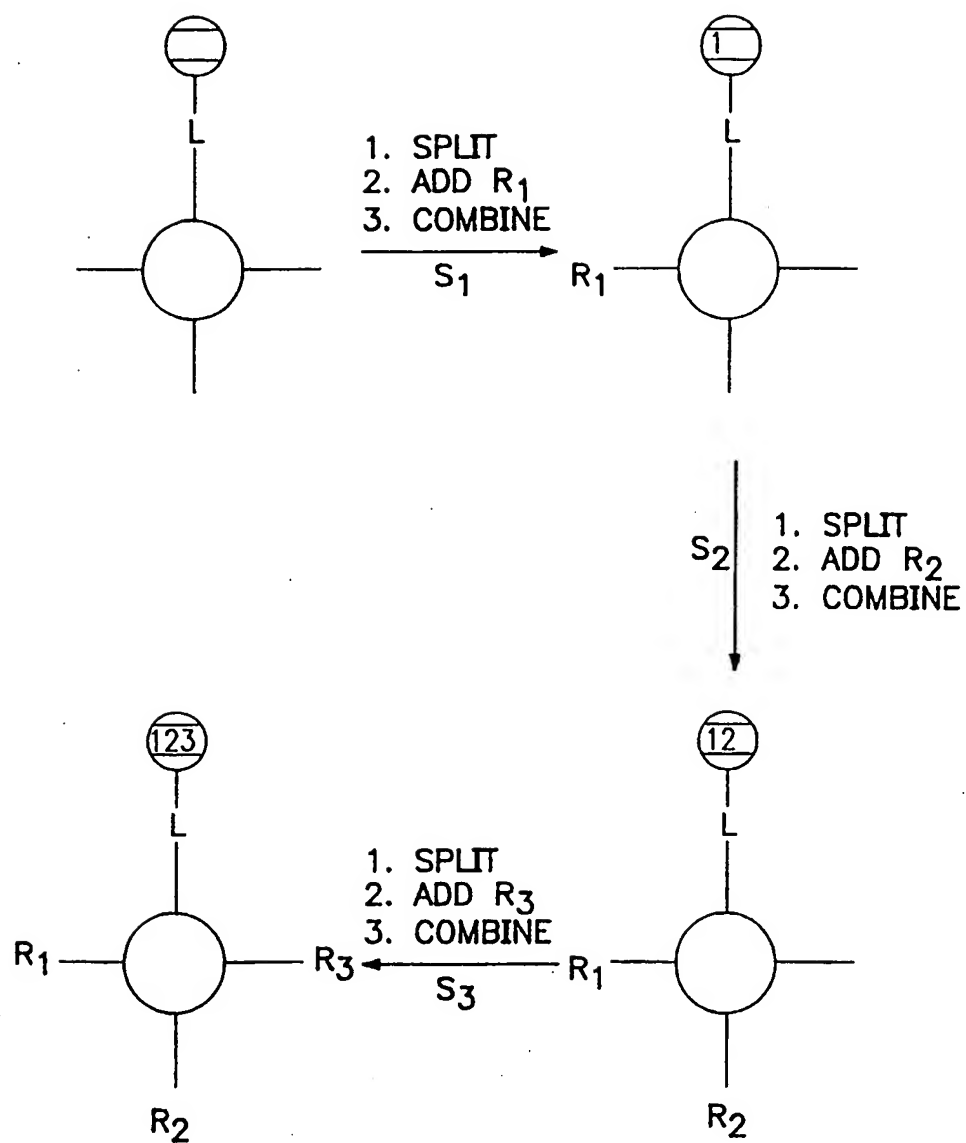 1
L
L
1. SPLIT
2. ADD R₁
3. COMBINE
S₁
R₁
S₂
1. SPLIT
2. ADD R₂
3. COMBINE
123
12
L
L
1. SPLIT
2. ADD R₃
3. COMBINE
R₁
R₃
S₃
R₁
R₂
R₂